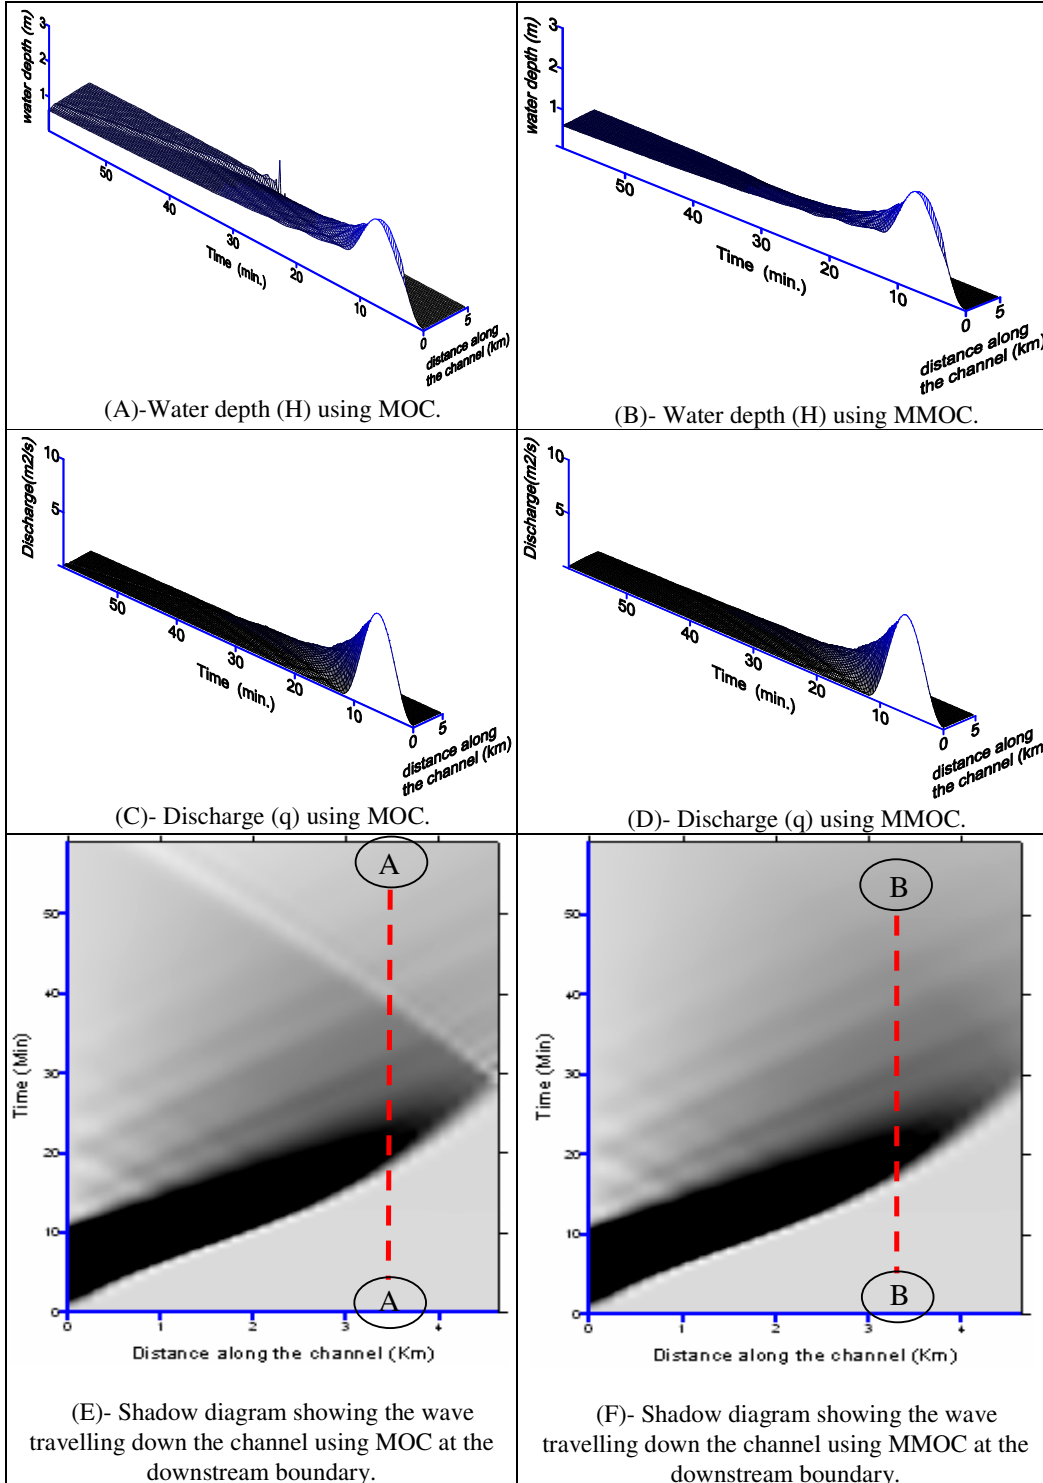 3
2
1
water depth (m)
50
40
30
20
10
0
5
Time (min.)
distance along
the channel (km)
(A)-Water depth (H) using MOC.
3
2
1
water depth (m)
50
40
30
20
10
0
5
Time (min.)
distance along
the channel (km)
(B)- Water depth (H) using MMOC.
10
5
Discharge(m2/s)
50
40
30
20
10
0
5
Time (min.)
distance along
the channel (km)
(C)- Discharge (q) using MOC.
10
5
Discharge(m2/s)
50
40
30
20
10
0
5
Time (min.)
distance along
the channel (km)
(D)- Discharge (q) using MMOC.
A
50
40
30
20
10
0
Time (Min)
A
0
1
2
3
4
Distance along the channel (Km)
(E)- Shadow diagram showing the wave
travelling down the channel using MOC at the
downstream boundary.
B
50
40
30
20
10
0
Time (Min)
B
0
1
2
3
4
Distance along the channel (Km)
(F)- Shadow diagram showing the wave
travelling down the channel using MMOC at the
downstream boundary.